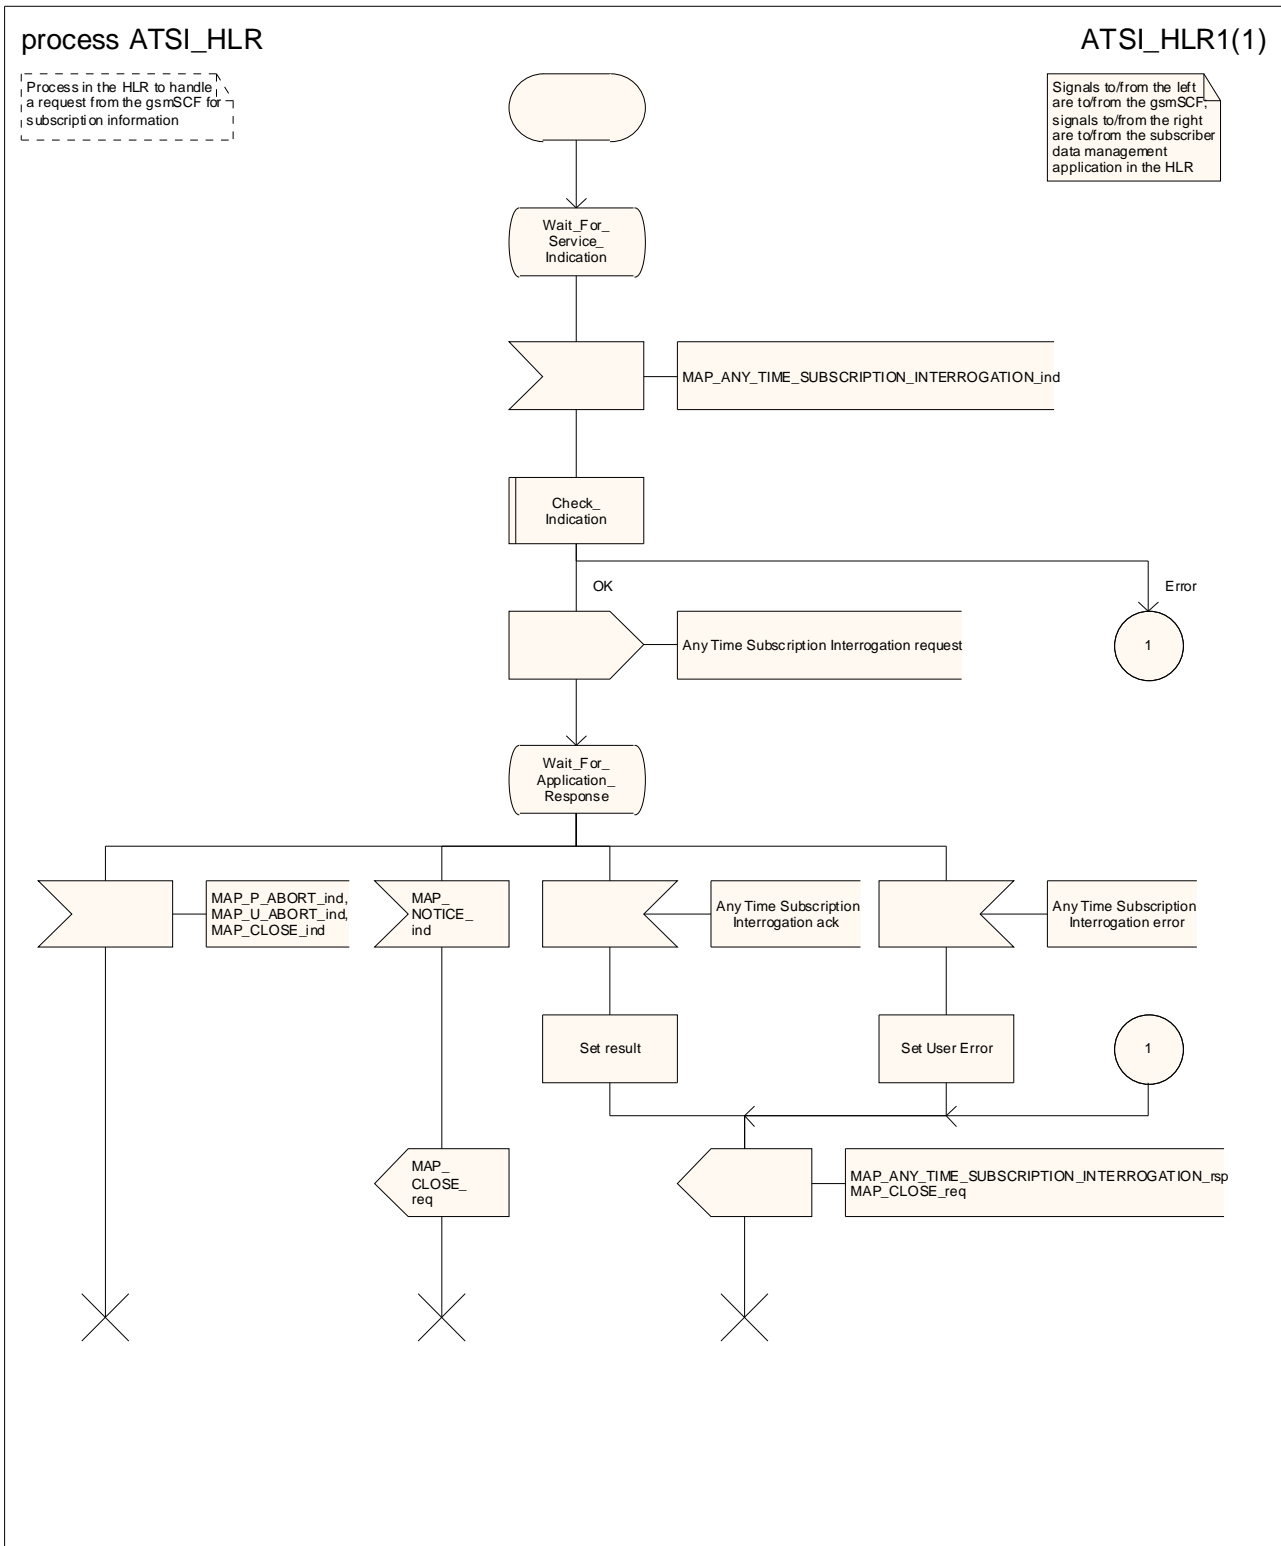 process ATSI_HLR
ATSI_HLR1(1)
Process in the HLR to handle
a request from the gsmSCF for
subscription information
Signals to/from the left
are to/from the gsmSCF;
signals to/from the right
are to/from the subscriber
data management
application in the HLR
Wait_For_
Service_
Indication
MAP_ANY_TIME_SUBSCRIPTION_INTERROGATION_ind
Check_
Indication
OK
Error
Any Time Subscription Interrogation request
1
Wait_For_
Application_
Response
MAP_P_ABORT_ind,
MAP_U_ABORT_ind,
MAP_CLOSE_ind
MAP_
NOTICE_
ind
Any Time Subscription
Interrogation ack
Any Time Subscription
Interrogation error
Set result
Set User Error
1
MAP_
CLOSE_
req
MAP_ANY_TIME_SUBSCRIPTION_INTERROGATION_rsp
MAP_CLOSE_req